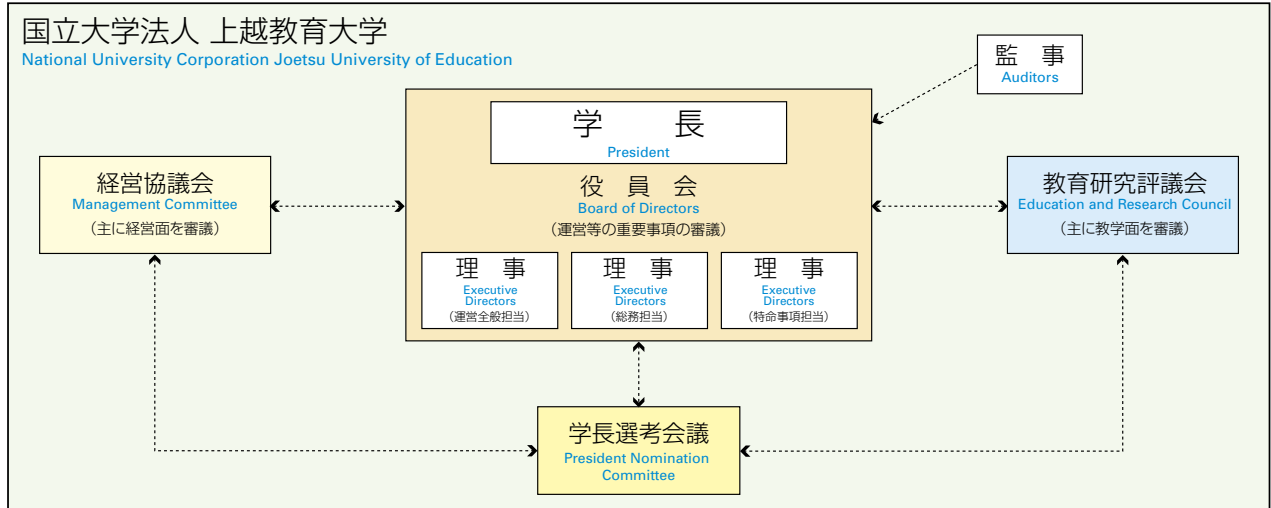 国立大学法人 上越教育大学
National University Corporation Joetsu University of Education
監 事
Auditors
学 長
President
役 員 会
Board of Directors
(運営等の重要事項の審議)
理 事
Executive
Directors
(運営全般担当)
理 事
Executive
Directors
(総務担当)
理 事
Executive
Directors
(特命事項担当)
経営協議会
Management Committee
(主に経営面を審議)
教育研究評議会
Education and Research Council
(主に教学面を審議)
学長選考会議
President Nomination
Committee